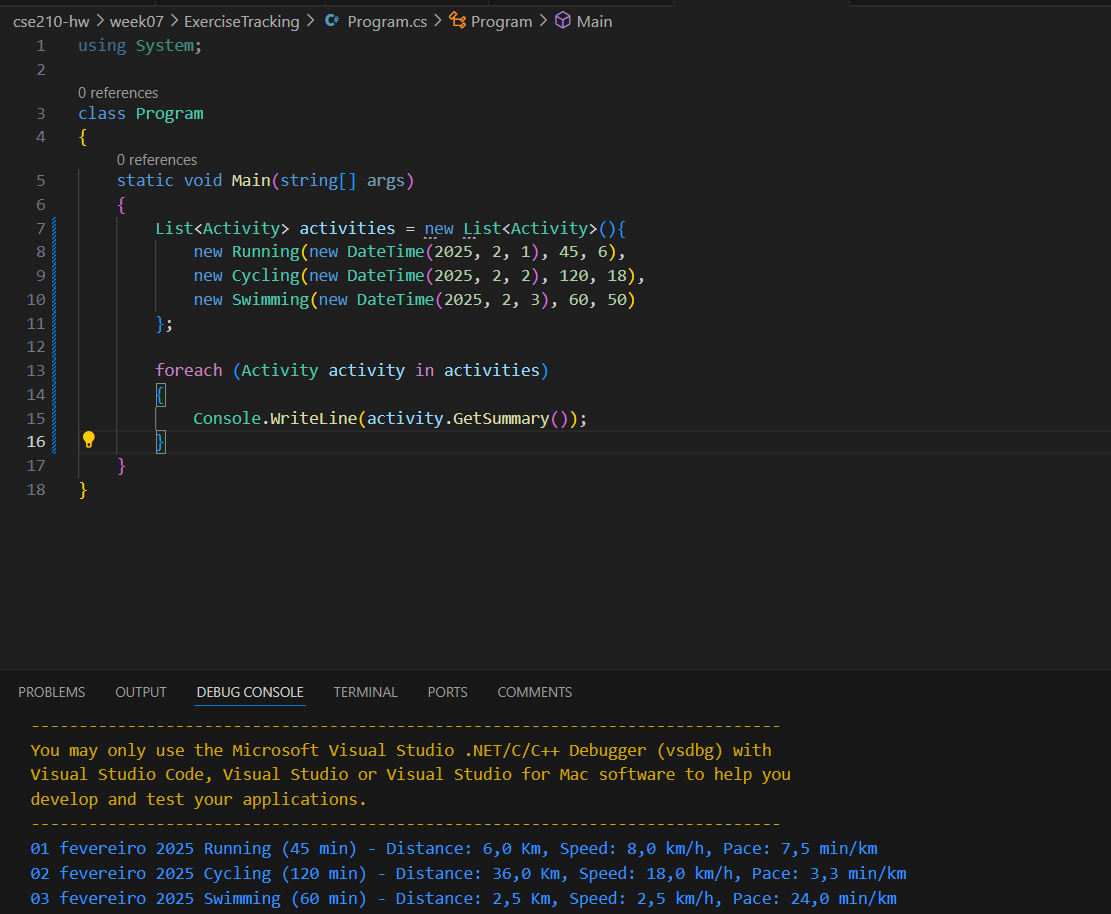 cse210-hw > week07 > ExerciseTracking > C# Program.cs > Program > Main
1 using System;
2
0 references
3 class Program
4 {
0 references
5 static void Main(string[] args)
6 {
7 List<Activity> activities = new List<Activity>(){
8 new Running(new DateTime(2025, 2, 1), 45, 6),
9 new Cycling(new DateTime(2025, 2, 2), 120, 18),
10 new Swimming(new DateTime(2025, 2, 3), 60, 50)
11 };
12
13 foreach (Activity activity in activities)
14 {
15 Console.WriteLine(activity.GetSummary());
16 }
17 }
18 }
PROBLEMS OUTPUT DEBUG CONSOLE TERMINAL PORTS COMMENTS
------------------------------------------------------------------------------
You may only use the Microsoft Visual Studio .NET/C/C++ Debugger (vsdbg) with
Visual Studio Code, Visual Studio or Visual Studio for Mac software to help you
develop and test your applications.
------------------------------------------------------------------------------
01 fevereiro 2025 Running (45 min) - Distance: 6,0 Km, Speed: 8,0 km/h, Pace: 7,5 min/km
02 fevereiro 2025 Cycling (120 min) - Distance: 36,0 Km, Speed: 18,0 km/h, Pace: 3,3 min/km
03 fevereiro 2025 Swimming (60 min) - Distance: 2,5 Km, Speed: 2,5 km/h, Pace: 24,0 min/km